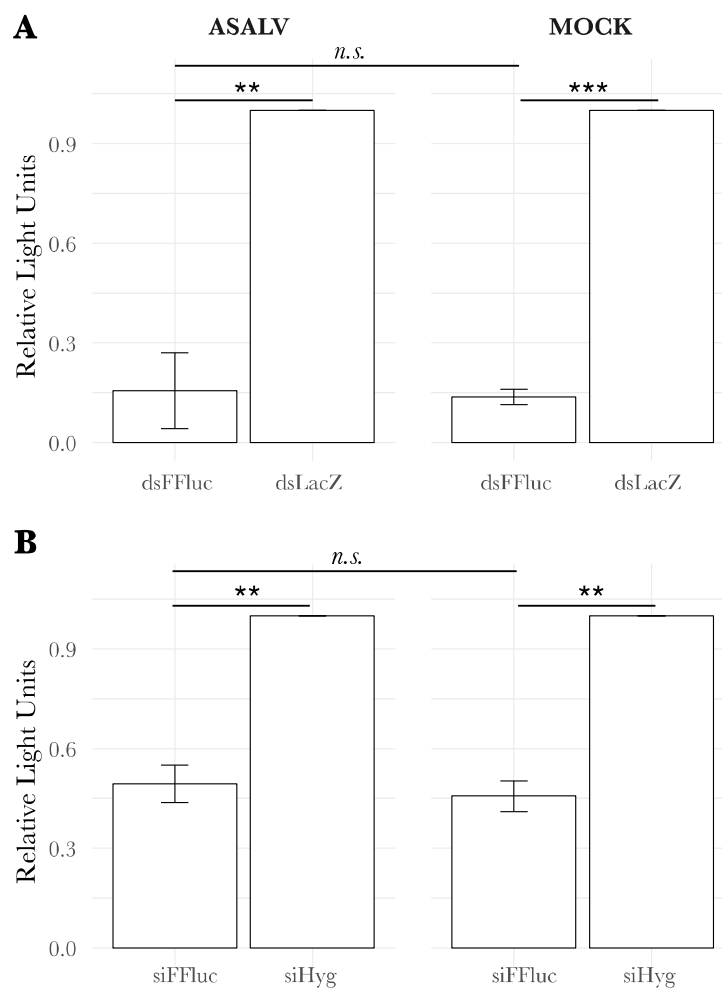 A
ASALV
MOCK
n.s.
**
***
Relative Light Units
0.9
0.6
0.3
0.0
dsFFluc
dsLacZ
dsFFluc
dsLacZ
B
n.s.
**
**
Relative Light Units
0.9
0.6
0.3
0.0
siFFluc
siHyg
siFFluc
siHyg